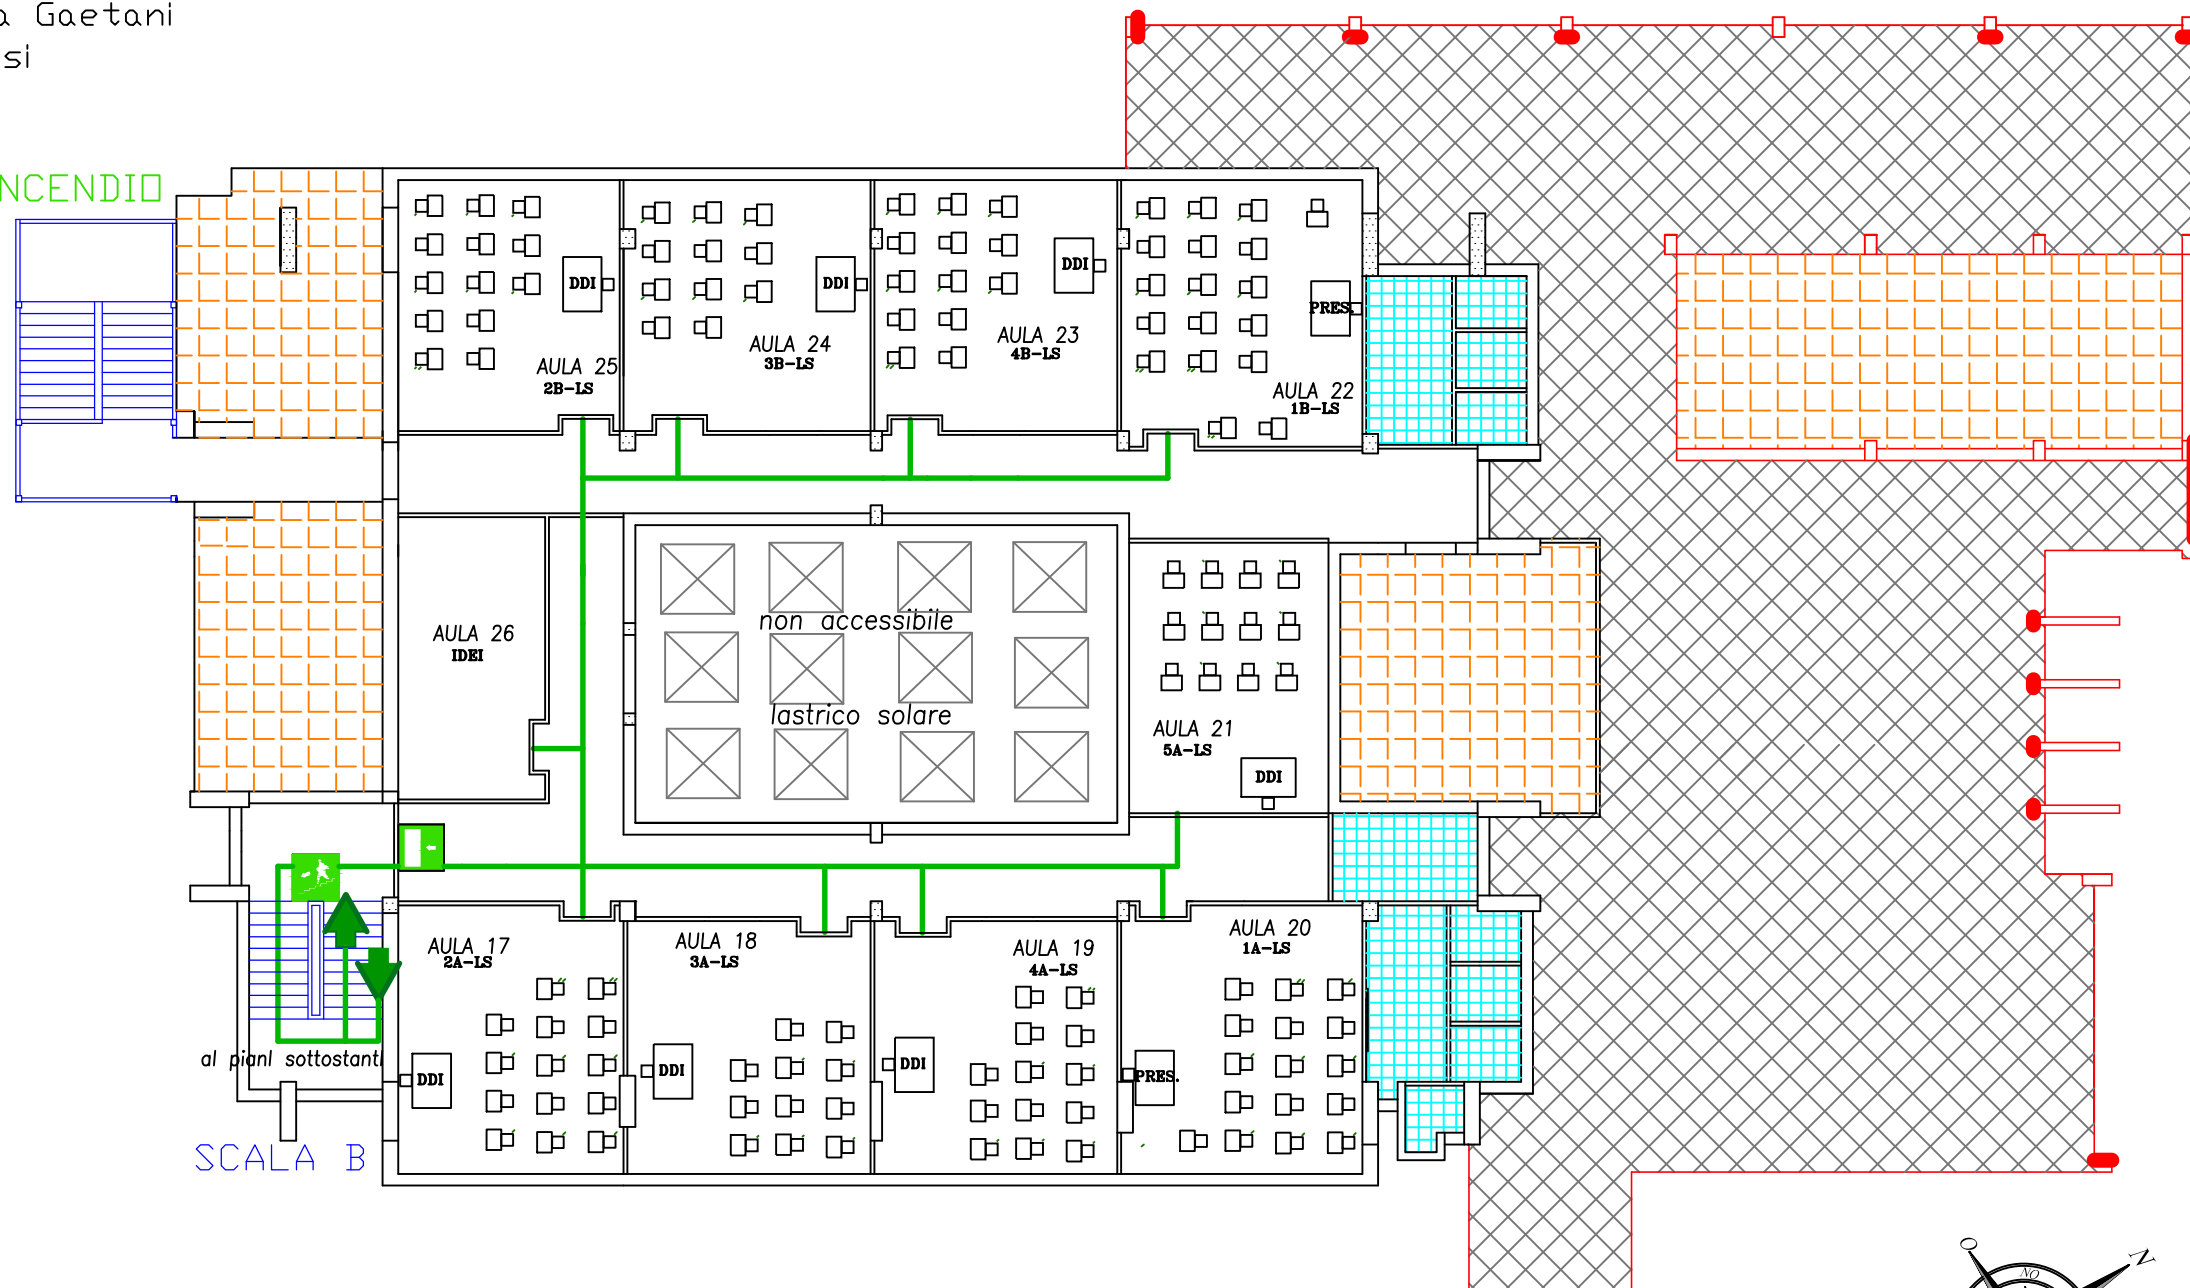 a Gaetani
si
NCENDIO
DDI
DDI
DDI
PRES.
AULA 25
2B-LS
AULA 24
3B-LS
AULA 23
4B-LS
AULA 22
1B-LS
AULA 26
IDEI
non accessibile
lastrico solare
AULA 21
5A-LS
DDI
AULA 17
2A-LS
AULA 18
3A-LS
AULA 19
4A-LS
AULA 20
1A-LS
DDI
DDI
DDI
PRES.
al pianI sottostantI
SCALA B
O
NO
N